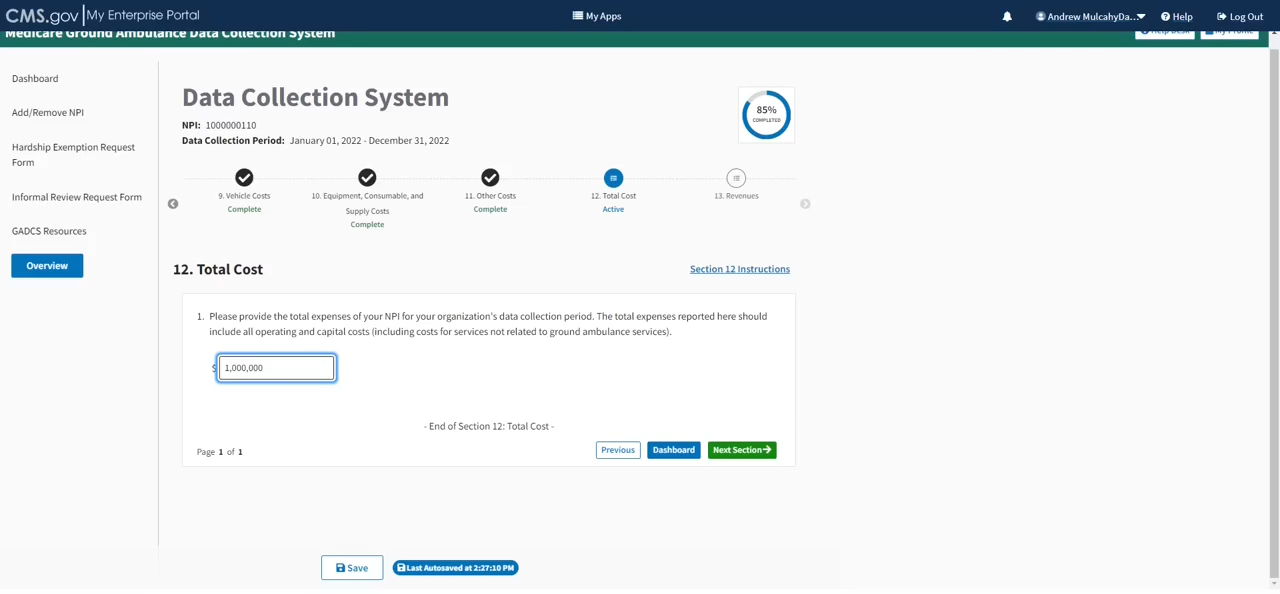 CMS.gov | My Enterprise Portal
My Apps
Andrew MulcahyDa...
Help
Log Out
Medicare Ground Ambulance Data Collection System
Help Desk
My Profile
Dashboard
Add/Remove NPI
Hardship Exemption Request
Form
Informal Review Request Form
GADCS Resources
Overview
Data Collection System
NPI: 1000000110
Data Collection Period: January 01, 2022 - December 31, 2022
85%
COMPLETED
9. Vehicle Costs
Complete
10. Equipment, Consumable, and
Supply Costs
Complete
11. Other Costs
Complete
12. Total Cost
Active
13. Revenues
12. Total Cost
Section 12 Instructions
1. Please provide the total expenses of your NPI for your organization's data collection period. The total expenses reported here should
include all operating and capital costs (including costs for services not related to ground ambulance services).
$ 1,000,000
- End of Section 12: Total Cost -
Page 1 of 1
Previous
Dashboard
Next Section
Save
Last Autosaved at 2:27:10 PM